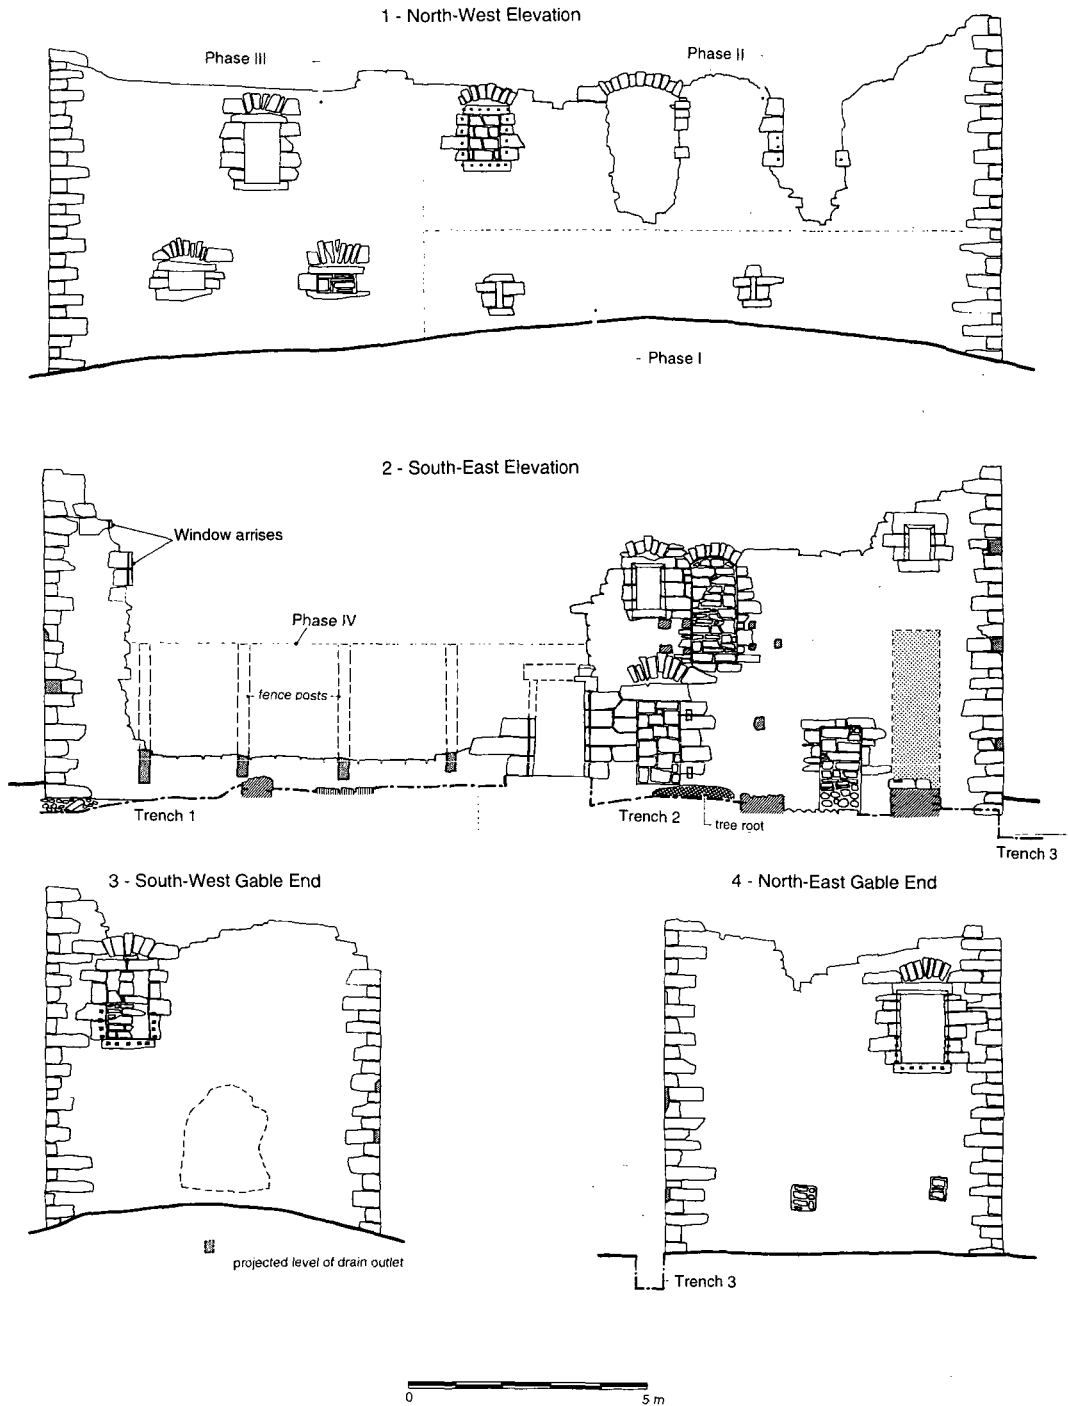 1 - North-West Elevation
Phase III
Phase II
- Phase I
2 - South-East Elevation
Window arrises
Phase IV
fence posts
Trench 1
Trench 2
tree root
Trench 3
3 - South-West Gable End
4 - North-East Gable End
projected level of drain outlet
Trench 3
0
5 m